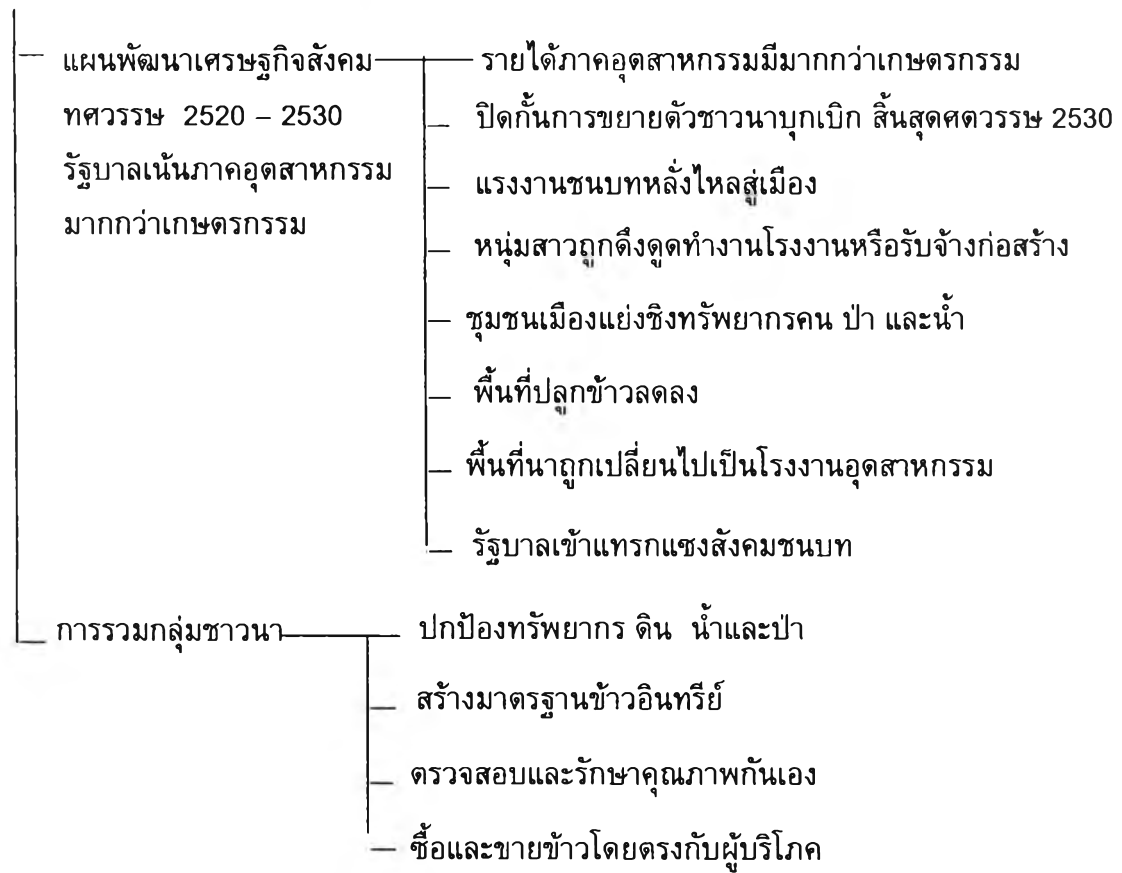 แผนพัฒนาเศรษฐกิจสังคม
ทศวรรษ 2520 – 2530
รัฐบาลเน้นภาคอุตสาหกรรม
มากกว่าเกษตรกรรม
รายได้ภาคอุตสาหกรรมมีมากกว่าเกษตรกรรม
ปิดกั้นการขยายตัวชาวนาบุกเบิก สิ้นสุดศตวรรษ 2530
แรงงานชนบทหลั่งไหลสู่เมือง
หนุ่มสาวถูกดึงดูดทำงานโรงงานหรือรับจ้างก่อสร้าง
ชุมชนเมืองแย่งชิงทรัพยากรคน ป่า และน้ำ
พื้นที่ปลูกข้าวลดลง
พื้นที่นาถูกเปลี่ยนไปเป็นโรงงานอุตสาหกรรม
รัฐบาลเข้าแทรกแซงสังคมชนบท
การรวมกลุ่มชาวนา
ปกป้องทรัพยากร ดิน น้ำและป่า
สร้างมาตรฐานข้าวอินทรีย์
ตรวจสอบและรักษาคุณภาพกันเอง
ซื้อและขายข้าวโดยตรงกับผู้บริโภค